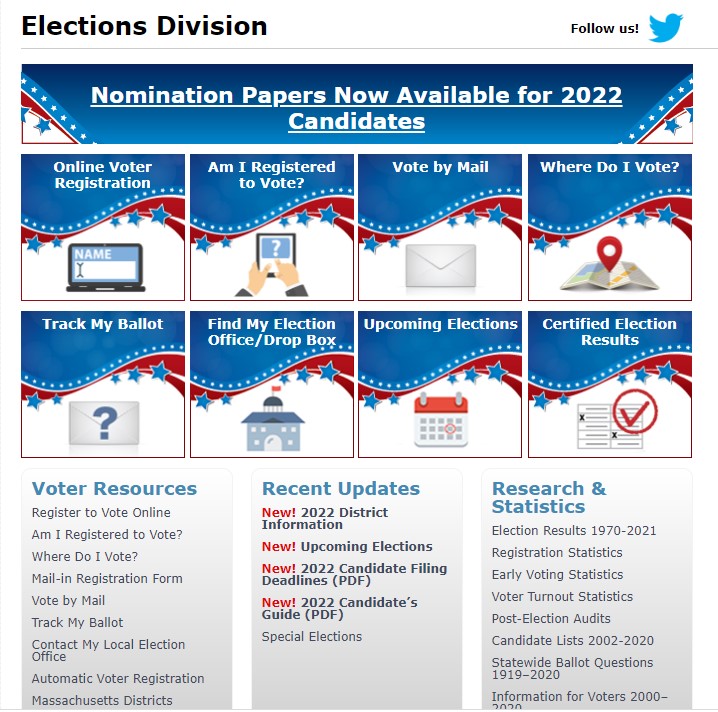 Elections Division
Follow us!
Nomination Papers Now Available for 2022
Candidates
Online Voter
Registration
NAME
Am I Registered
to Vote?
?
Vote by Mail
Where Do I Vote?
Track My Ballot
?
Find My Election
Office/Drop Box
Upcoming Elections
Certified Election
Results
x
x
Voter Resources
Register to Vote Online
Am I Registered to Vote?
Where Do I Vote?
Mail-in Registration Form
Vote by Mail
Track My Ballot
Contact My Local Election
Office
Automatic Voter Registration
Massachusetts Districts
Recent Updates
New! 2022 District
Information
New! Upcoming Elections
New! 2022 Candidate Filing
Deadlines (PDF)
New! 2022 Candidate’s
Guide (PDF)
Special Elections
Research &
Statistics
Election Results 1970-2021
Registration Statistics
Early Voting Statistics
Voter Turnout Statistics
Post-Election Audits
Candidate Lists 2002-2020
Statewide Ballot Questions
1919–2020
Information for Voters 2000–
2020